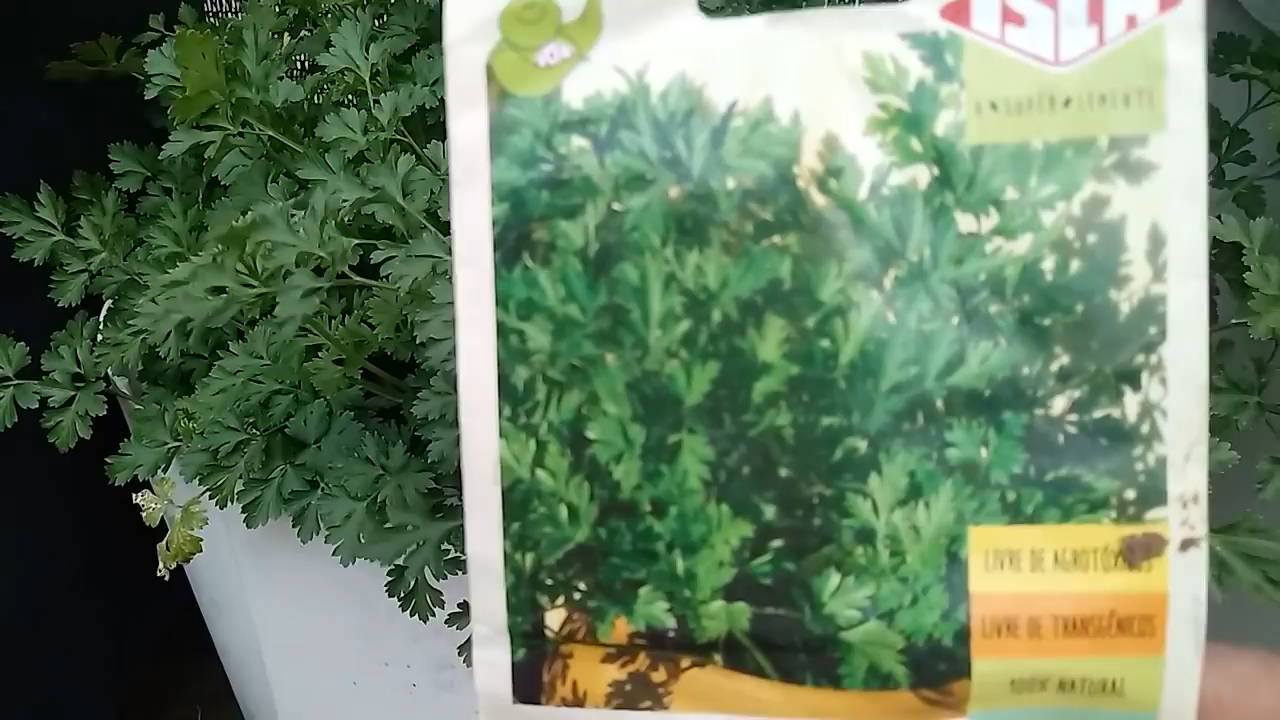 ISLA
A SUPER SEMENTE
LIVRE DE AGROTÓXICOS
LIVRE DE TRANSGÊNICOS
100% NATURAL